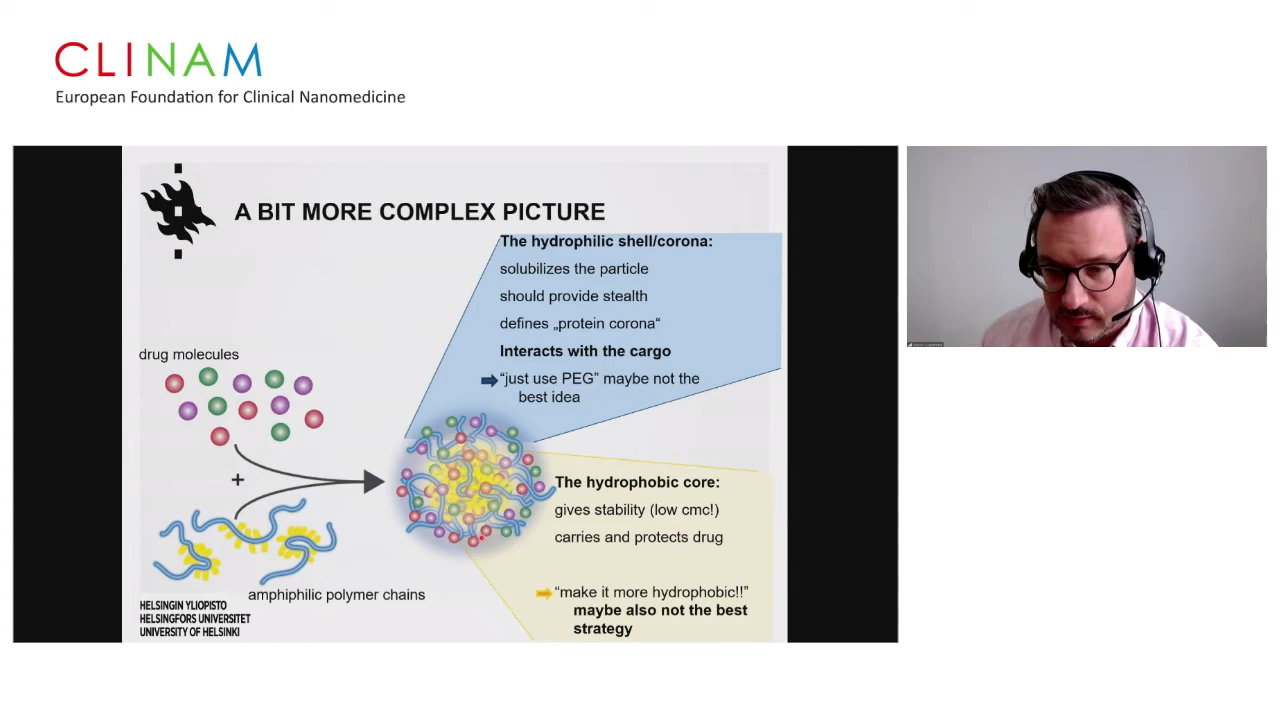 CLINAM
European Foundation for Clinical Nanomedicine
A BIT MORE COMPLEX PICTURE
The hydrophilic shell/corona:
solubilizes the particle
should provide stealth
defines „protein corona“
Interacts with the cargo
“just use PEG” maybe not the
best idea
drug molecules
+
amphiphilic polymer chains
The hydrophobic core:
gives stability (low cmc!)
carries and protects drug
“make it more hydrophobic!!”
maybe also not the best
strategy
HELSINGIN YLIOPISTO
HELSINGFORS UNIVERSITET
UNIVERSITY OF HELSINKI